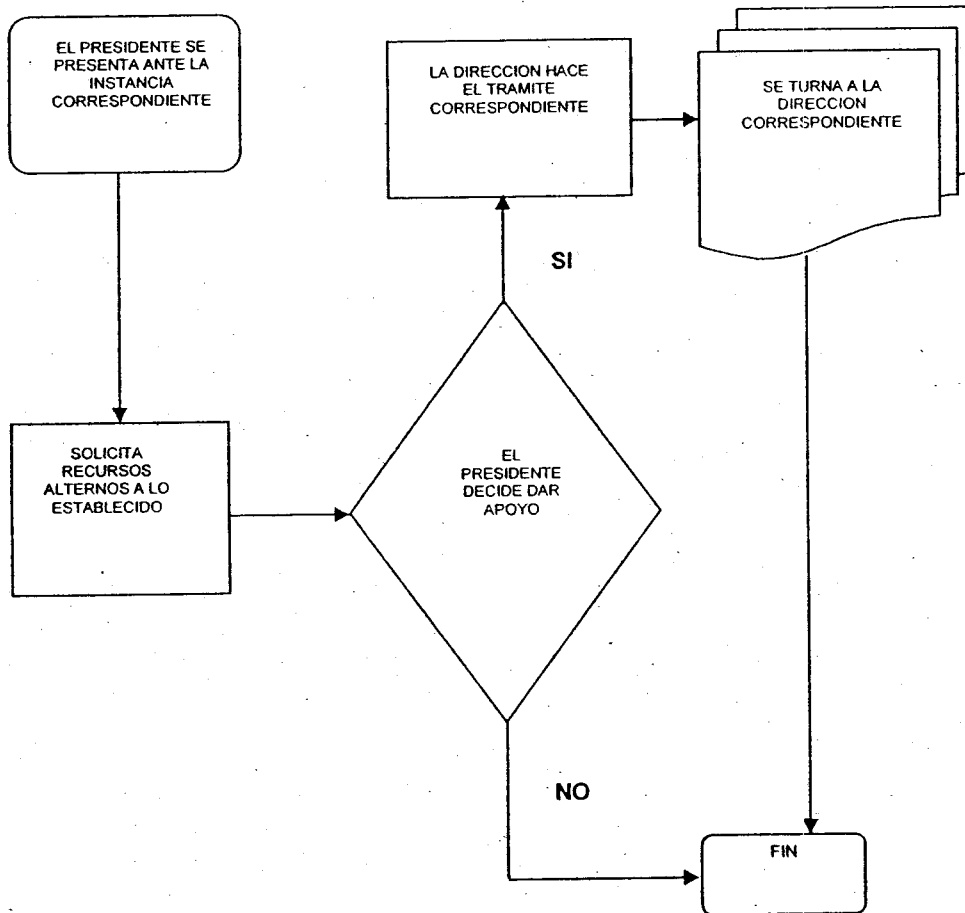 EL PRESIDENTE SE
PRESENTA ANTE LA
INSTANCIA
CORRESPONDIENTE
SOLICITA
RECURSOS
ALTERNOS A LO
ESTABLECIDO
EL
PRESIDENTE
DECIDE DAR
APOYO
SI
LA DIRECCION HACE
EL TRAMITE
CORRESPONDIENTE
SE TURNA A LA
DIRECCION
CORRESPONDIENTE
NO
FIN